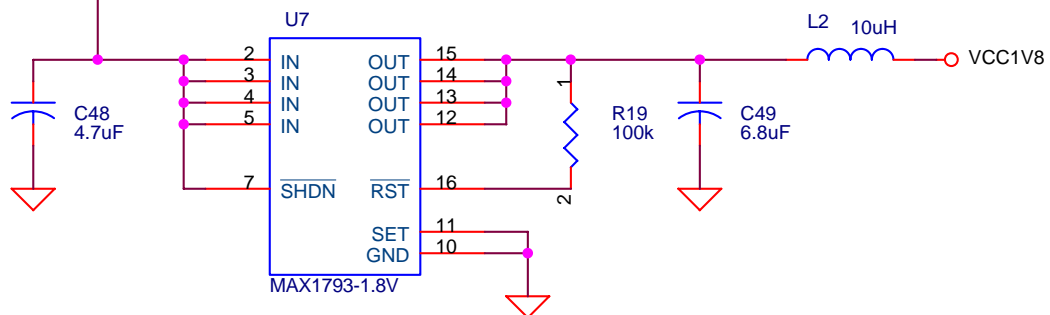 U7
L2
10uH
VCC1V8
2 IN OUT 15
3 IN OUT 14
4 IN OUT 13
5 IN OUT 12
C48
4.7uF
1
R19
100k
C49
6.8uF
7 SHDN RST 16
2
SET 11
GND 10
MAX1793-1.8V